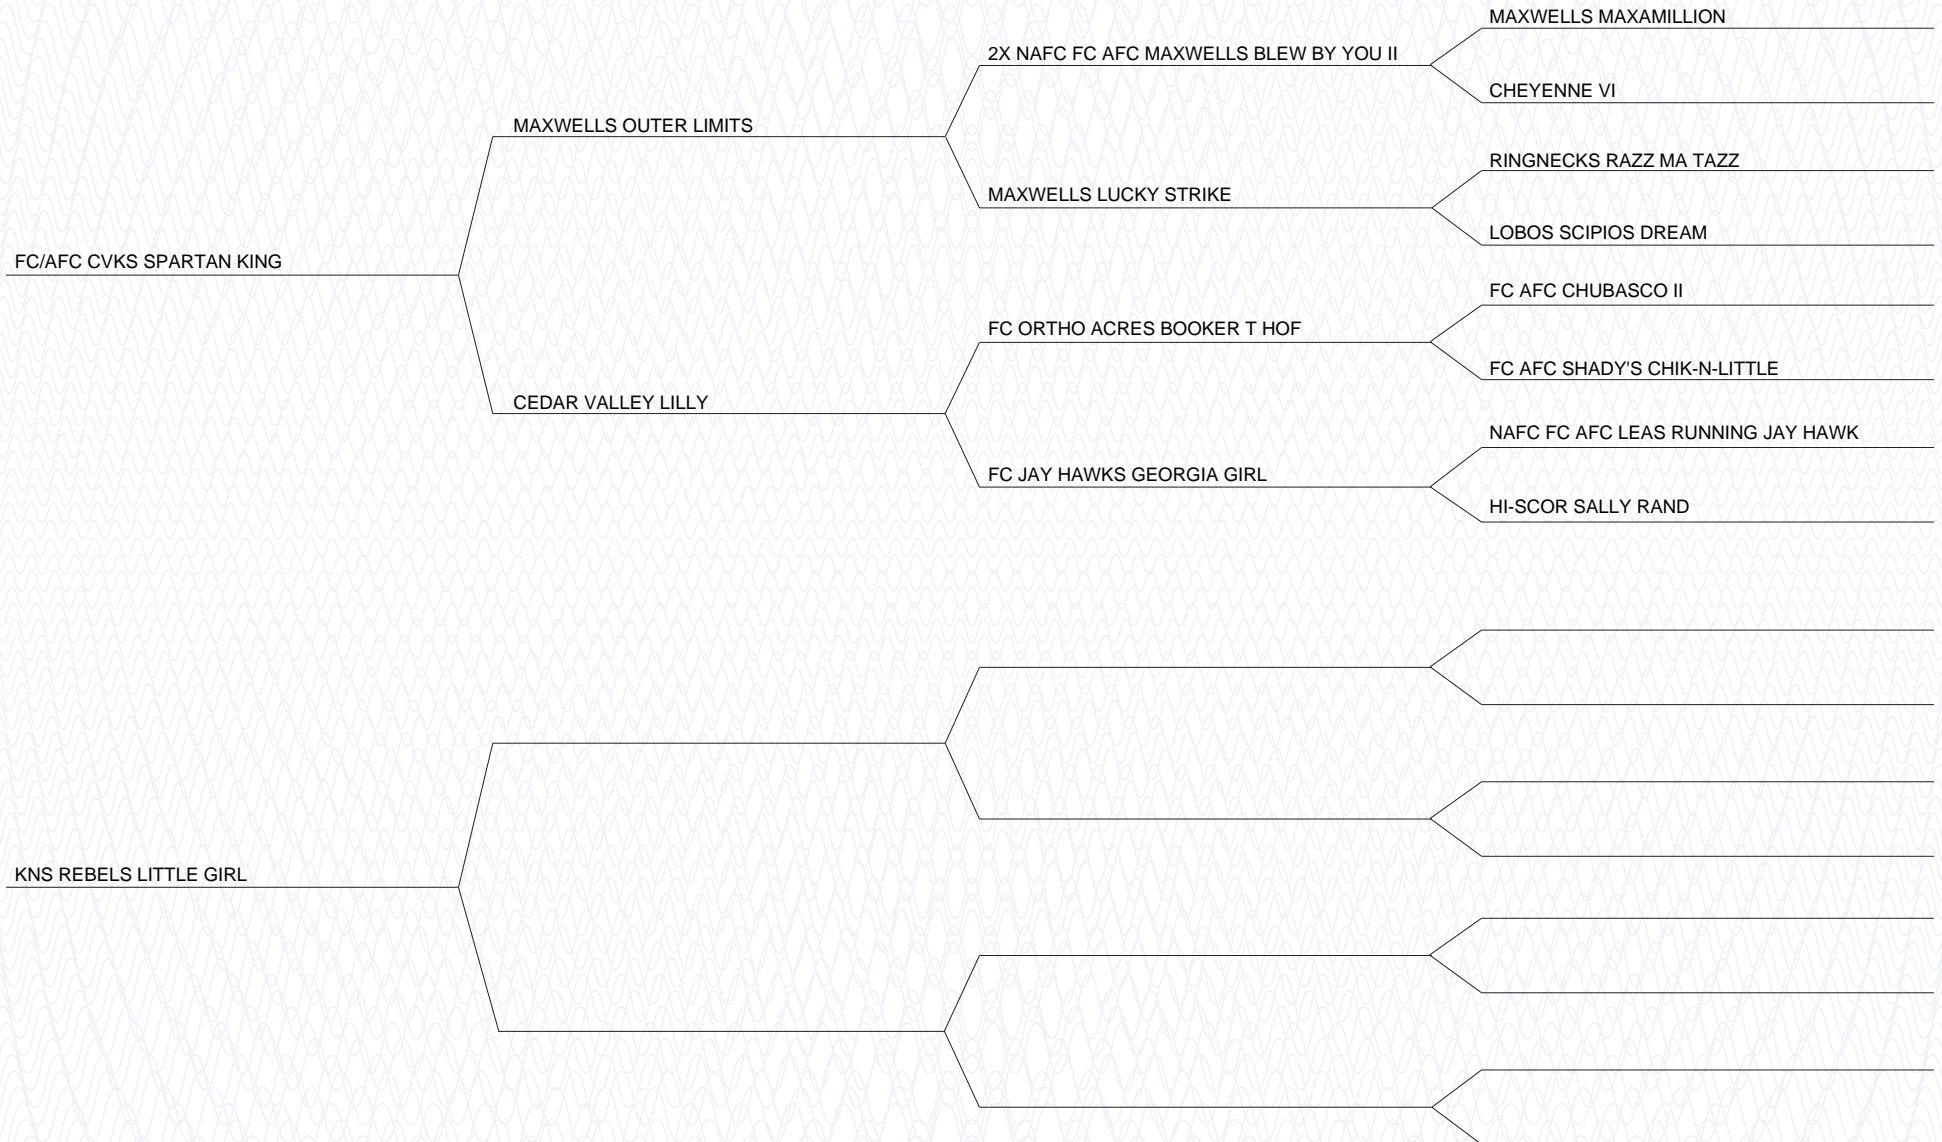 MAXWELLS MAXAMILLION
2X NAFC FC AFC MAXWELLS BLEW BY YOU II
CHEYENNE VI
MAXWELLS OUTER LIMITS
RINGNECKS RAZZ MA TAZZ
MAXWELLS LUCKY STRIKE
LOBOS SCIPIOS DREAM
FC/AFC CVKS SPARTAN KING
FC AFC CHUBASCO II
FC ORTHO ACRES BOOKER T HOF
FC AFC SHADY'S CHIK-N-LITTLE
CEDAR VALLEY LILLY
NAFC FC AFC LEAS RUNNING JAY HAWK
FC JAY HAWKS GEORGIA GIRL
HI-SCOR SALLY RAND
KNS REBELS LITTLE GIRL